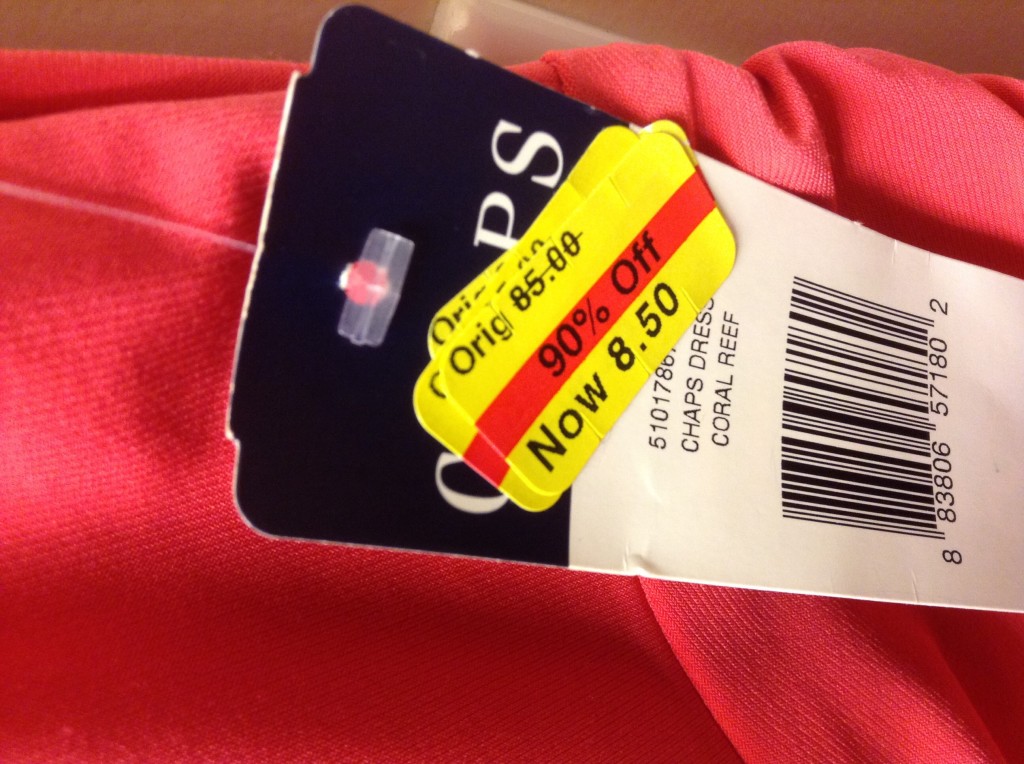 PS
Orig 85.00
90% Off
Now 8.50
CHAPS DRESS
CORAL REEF
8 83806 57180 2